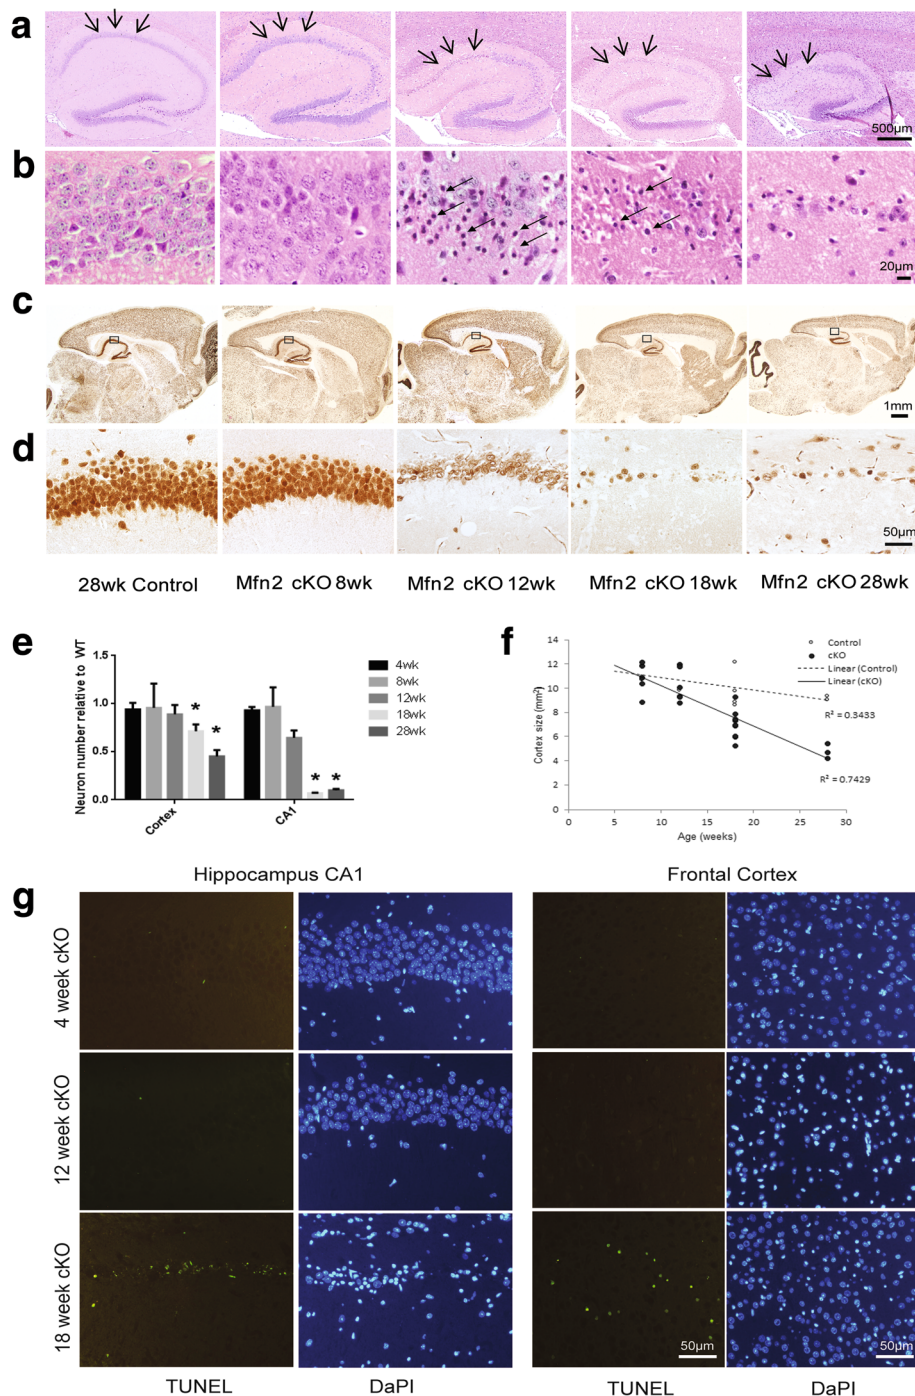 a
500µm
b
20µm
c
1mm
d
50µm
28wk Control
Mfn2 cKO 8wk
Mfn2 cKO 12wk
Mfn2 cKO 18wk
Mfn2 cKO 28wk
e
Neuron number relative to WT
1.5
1.0
0.5
0.0
*
*
*
*
Cortex
CA1
4wk
8wk
12wk
18wk
28wk
f
Cortex size (mm²)
14
12
10
8
6
4
2
0
0
5
10
15
20
25
30
Age (weeks)
Control
cKO
Linear (Control)
Linear (cKO)
R² = 0.3433
R² = 0.7429
g
Hippocampus CA1
Frontal Cortex
4 week cKO
12 week cKO
18 week cKO
50µm
50µm
TUNEL
DaPI
TUNEL
DaPI